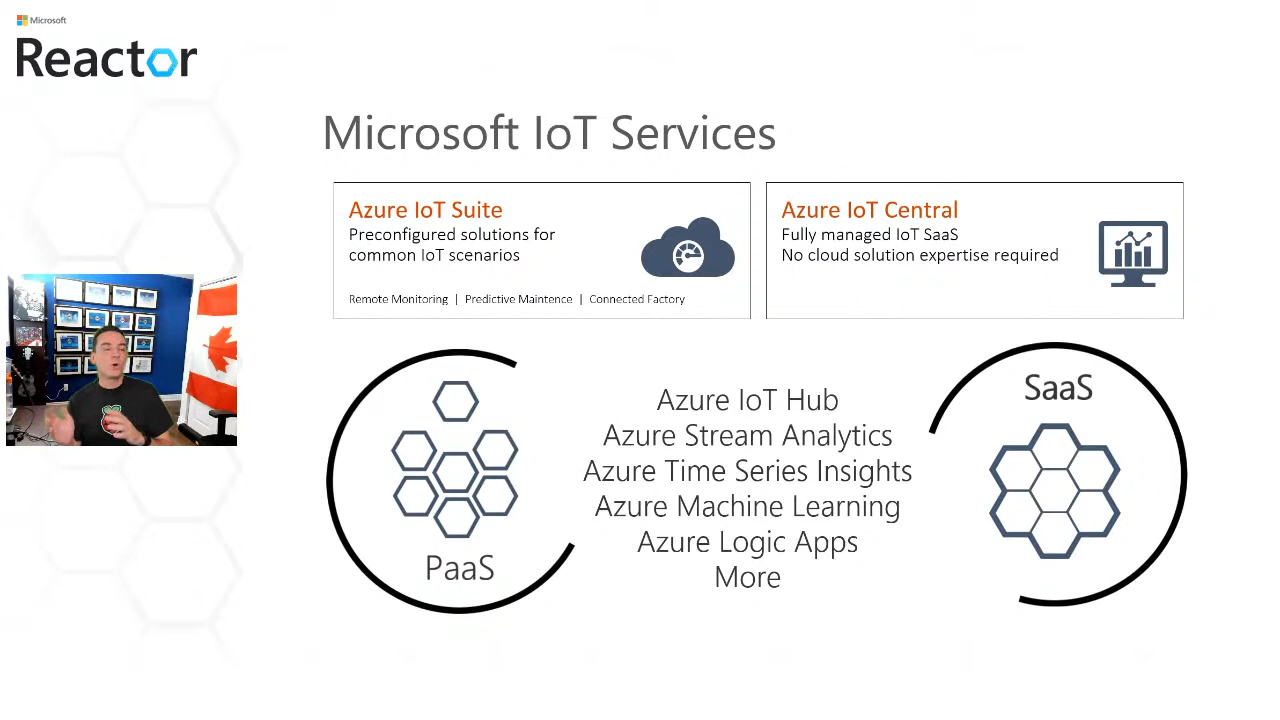 Microsoft
Reactor
Microsoft IoT Services
Azure IoT Suite
Preconfigured solutions for
common IoT scenarios
Remote Monitoring | Predictive Maintence | Connected Factory
Azure IoT Central
Fully managed IoT SaaS
No cloud solution expertise required
PaaS
Azure IoT Hub
Azure Stream Analytics
Azure Time Series Insights
Azure Machine Learning
Azure Logic Apps
More
SaaS